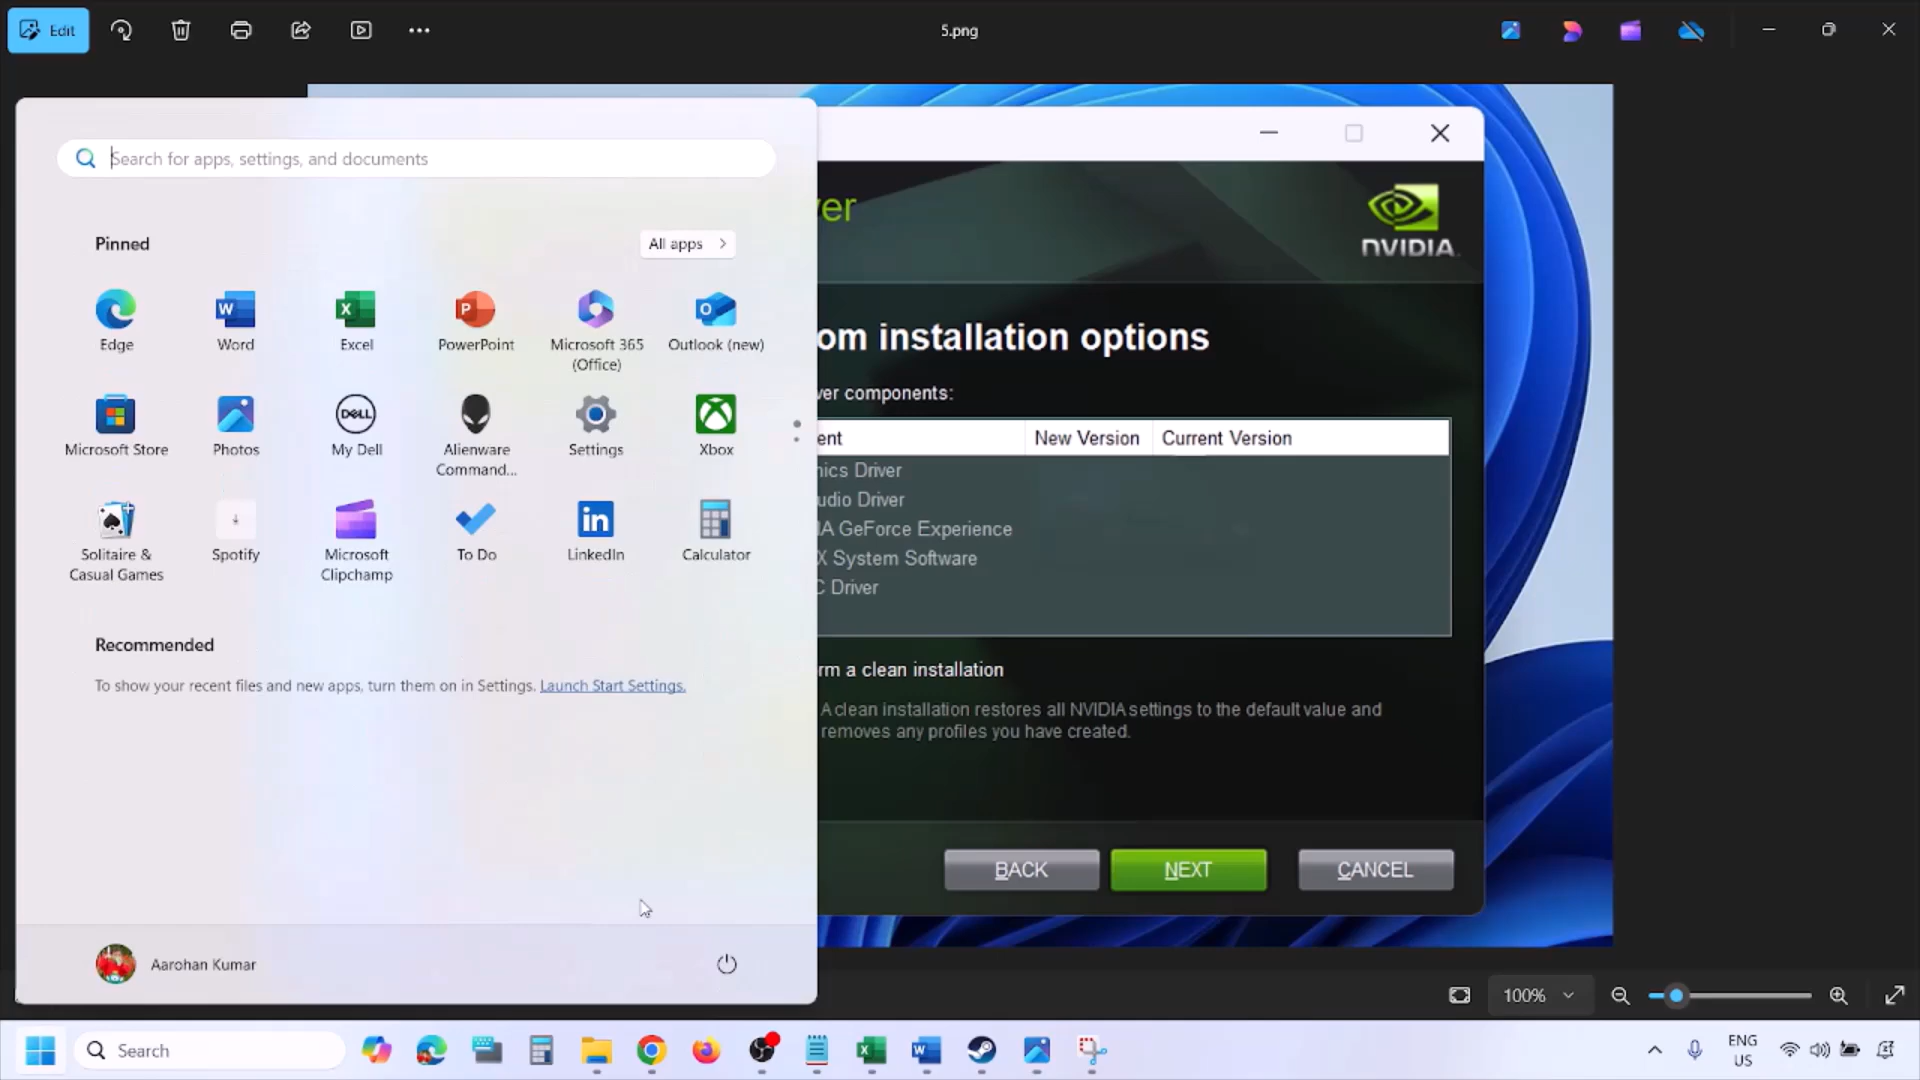 Edit
5.png
Search for apps, settings, and documents
Pinned
All apps
Edge
Word
Excel
PowerPoint
Microsoft 365
(Office)
Outlook (new)
Microsoft Store
Photos
DELL
My Dell
Alienware
Command...
Settings
Xbox
Solitaire &
Casual Games
Spotify
Microsoft
Clipchamp
To Do
LinkedIn
Calculator
Recommended
To show your recent files and new apps, turn them on in Settings. Launch Start Settings.
Aarohan Kumar
ver
NVIDIA
om installation options
ver components:
ent
New Version
Current Version
hics Driver
udio Driver
IA GeForce Experience
X System Software
C Driver
rm a clean installation
A clean installation restores all NVIDIA settings to the default value and
removes any profiles you have created.
BACK
NEXT
CANCEL
100%
Search
ENG
US